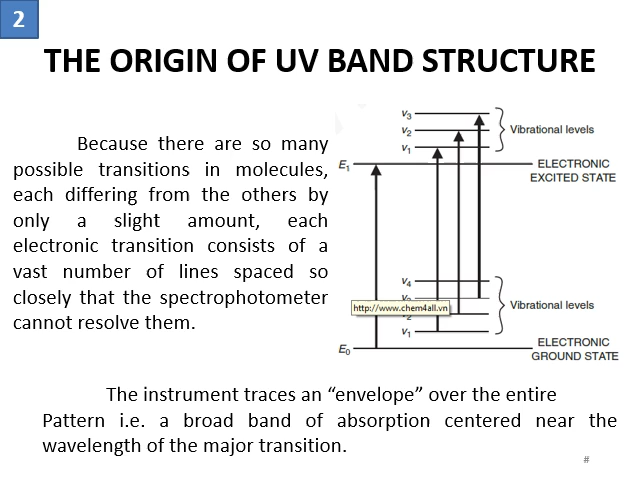 2
THE ORIGIN OF UV BAND STRUCTURE
Because there are so many
possible transitions in molecules,
each differing from the others by
only a slight amount, each
electronic transition consists of a
vast number of lines spaced so
closely that the spectrophotometer
cannot resolve them.
v3
v2
v1
Vibrational levels
E1
ELECTRONIC
EXCITED STATE
v4
http://www.chem4all.vn
v1
Vibrational levels
E0
ELECTRONIC
GROUND STATE
The instrument traces an “envelope” over the entire
Pattern i.e. a broad band of absorption centered near the
wavelength of the major transition.
#